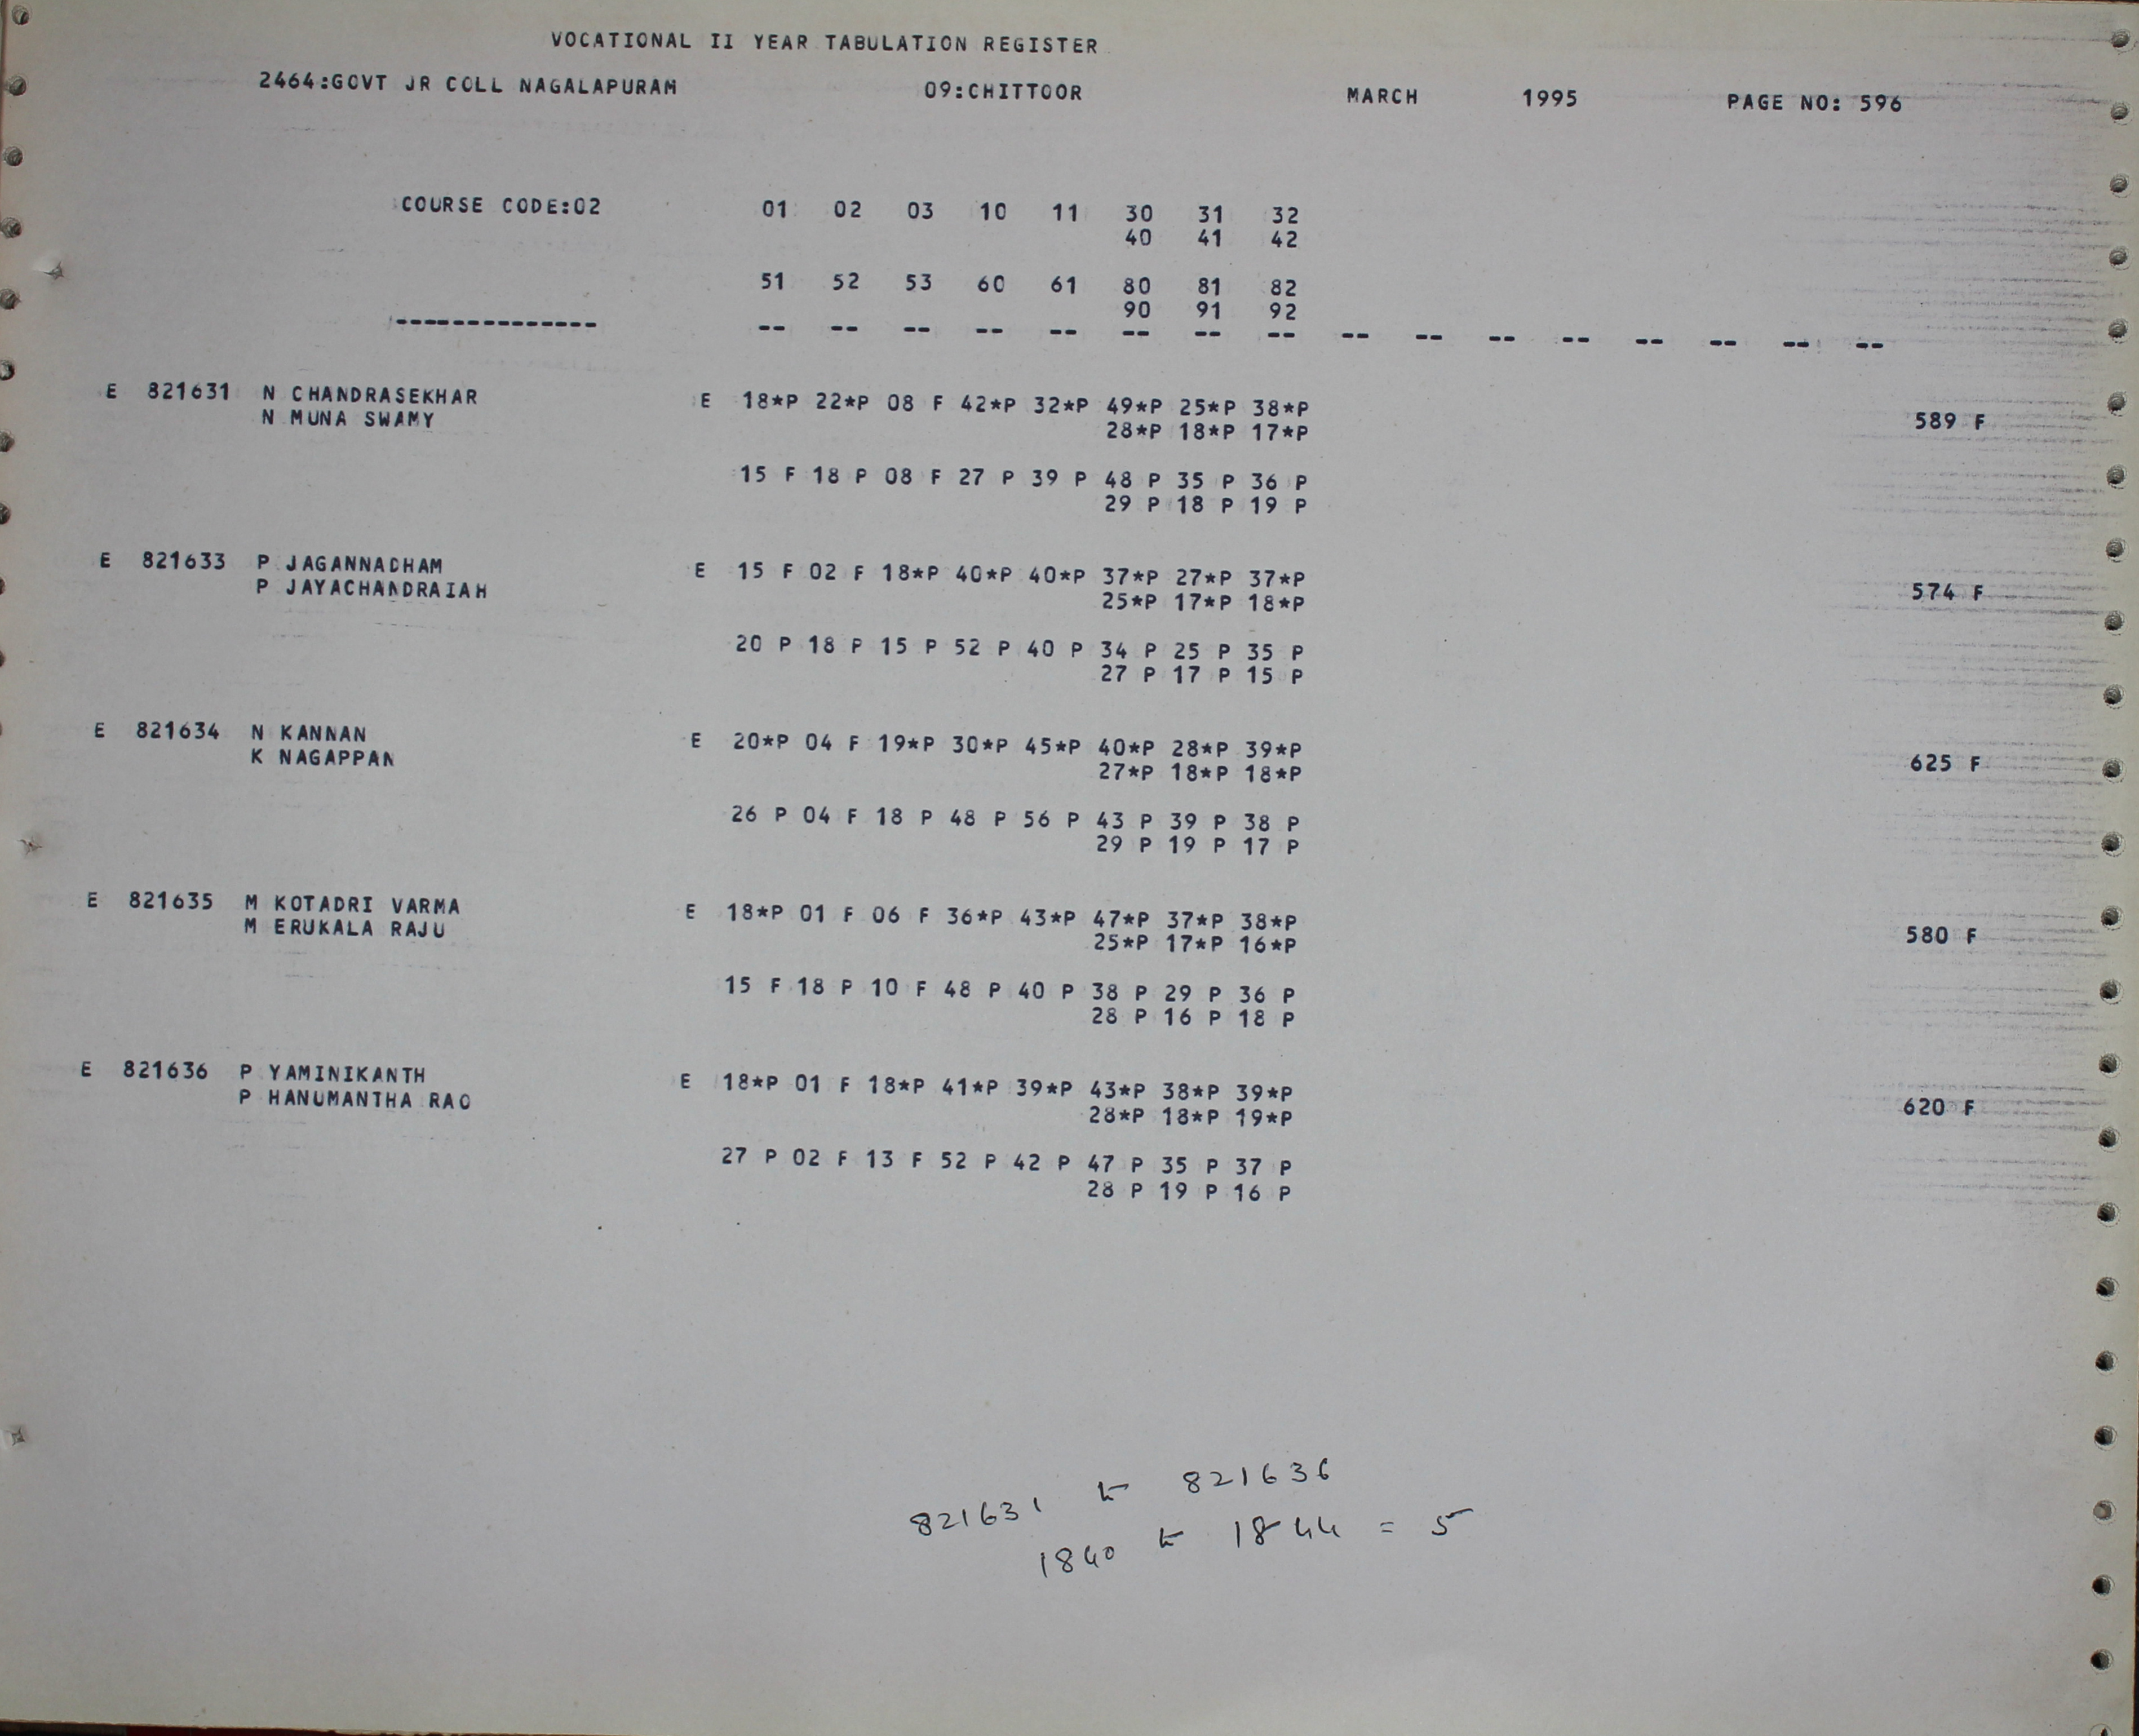 VOCATIONAL II YEAR TABULATION REGISTER
2464:GOVT JR COLL NAGALAPURAM 09:CHITTOOR MARCH 1995 PAGE NO: 596
COURSE CODE:02 01 02 03 10 11 30 31 32
40 41 42
51 52 53 60 61 80 81 82
90 91 92
-------------- -- -- -- -- -- -- -- -- -- -- -- -- -- -- -- --
E 821631 N CHANDRASEKHAR E 18*P 22*P 08 F 42*P 32*P 49*P 25*P 38*P
N MUNA SWAMY 28*P 18*P 17*P 589 F
15 F 18 P 08 F 27 P 39 P 48 P 35 P 36 P
29 P 18 P 19 P
E 821633 P JAGANNADHAM E 15 F 02 F 18*P 40*P 40*P 37*P 27*P 37*P
P JAYACHANDRAIAH 25*P 17*P 18*P 574 F
20 P 18 P 15 P 52 P 40 P 34 P 25 P 35 P
27 P 17 P 15 P
E 821634 N KANNAN E 20*P 04 F 19*P 30*P 45*P 40*P 28*P 39*P
K NAGAPPAN 27*P 18*P 18*P 625 F
26 P 04 F 18 P 48 P 56 P 43 P 39 P 38 P
29 P 19 P 17 P
E 821635 M KOTADRI VARMA E 18*P 01 F 06 F 36*P 43*P 47*P 37*P 38*P
M ERUKALA RAJU 25*P 17*P 16*P 580 F
15 F 18 P 10 F 48 P 40 P 38 P 29 P 36 P
28 P 16 P 18 P
E 821636 P YAMINIKANTH E 18*P 01 F 18*P 41*P 39*P 43*P 38*P 39*P
P HANUMANTHA RAO 28*P 18*P 19*P 620 F
27 P 02 F 13 F 52 P 42 P 47 P 35 P 37 P
28 P 19 P 16 P
821631 to 821636
1840 to 1844 = 5